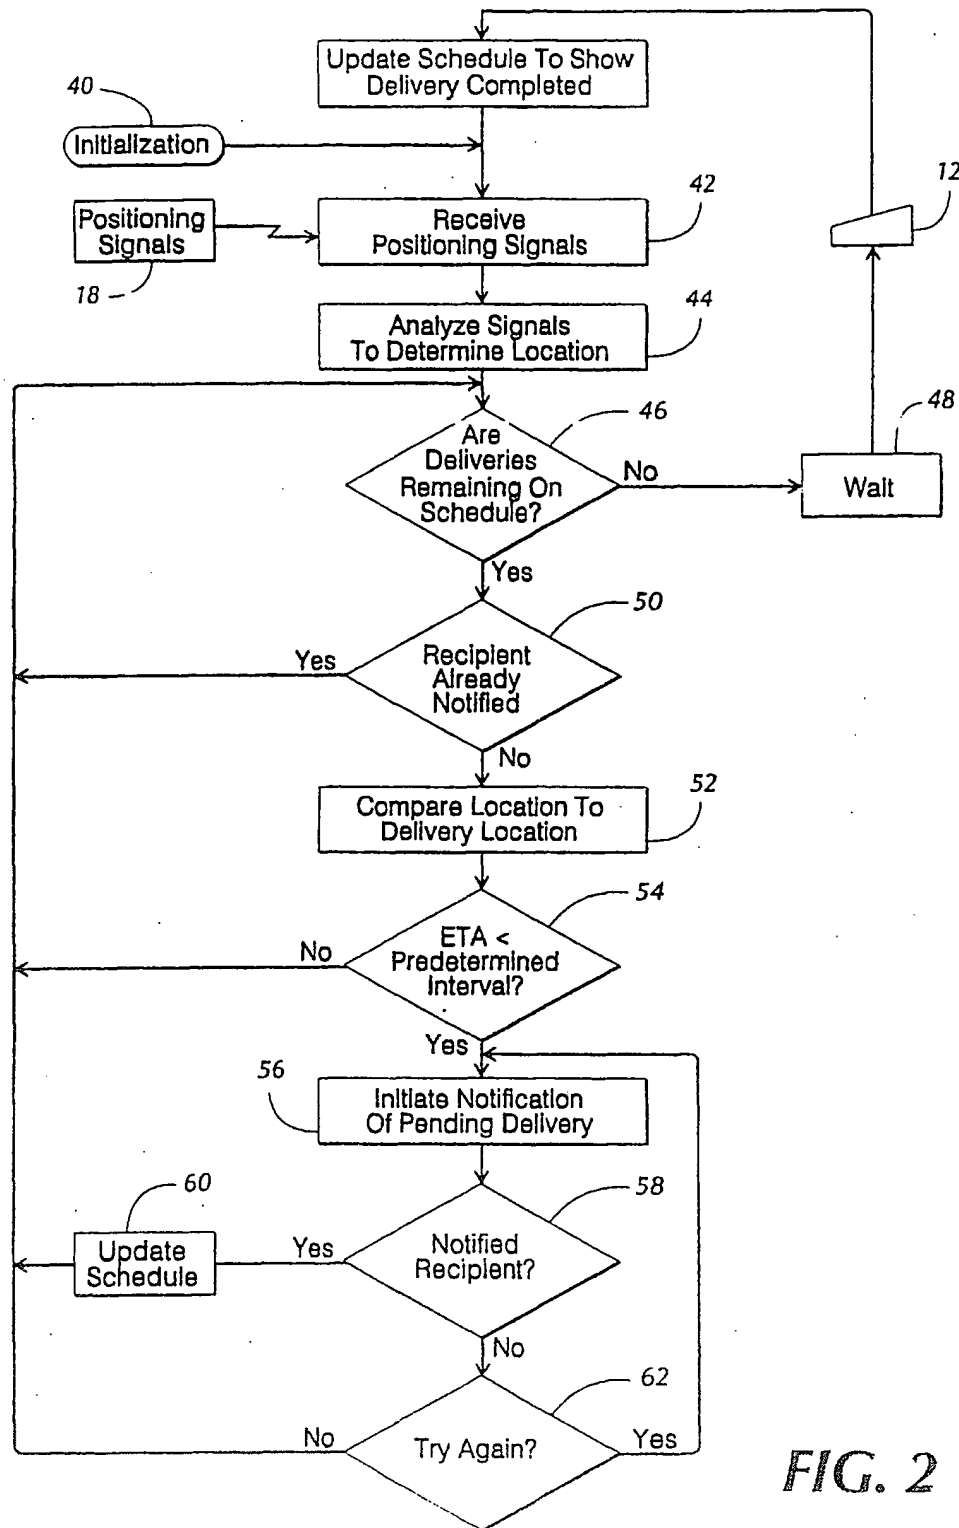 Update Schedule To Show
Delivery Completed
40
Initialization
12
42
Positioning
Signals
Receive
Positioning Signals
18
44
Analyze Signals
To Determine Location
46
48
Are
Deliveries
Remaining On
Schedule?
No
Wait
Yes
50
Yes
Recipient
Already
Notified
No
52
Compare Location To
Delivery Location
54
No
ETA <
Predetermined
Interval?
Yes
56
Initiate Notification
Of Pending Delivery
60
58
Update
Schedule
Yes
Notified
Recipient?
No
62
No
Try Again?
Yes
FIG. 2